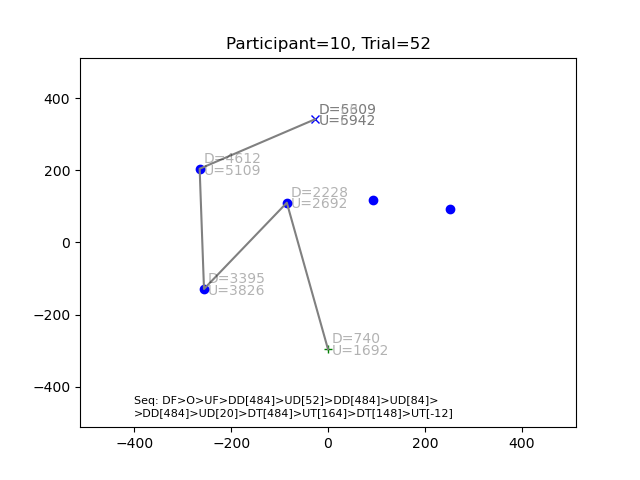 Participant=10, Trial=52
400
200
0
−200
−400
−400
−200
0
200
400
D=4612
U=5109
D=2228
U=2692
D=3395
U=3826
D=740
U=1692
Seq: DF>O>UF>DD[484]>UD[52]>DD[484]>UD[84]>
>DD[484]>UD[20]>DT[484]>UT[164]>DT[148]>UT[-12]